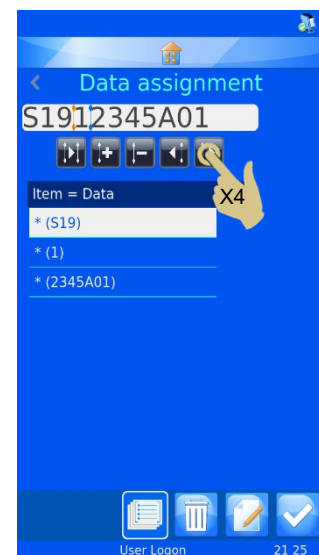 Data assignment
S1912345A01
X4
Item = Data
* (S19)
* (1)
* (2345A01)
User Logon 21 25